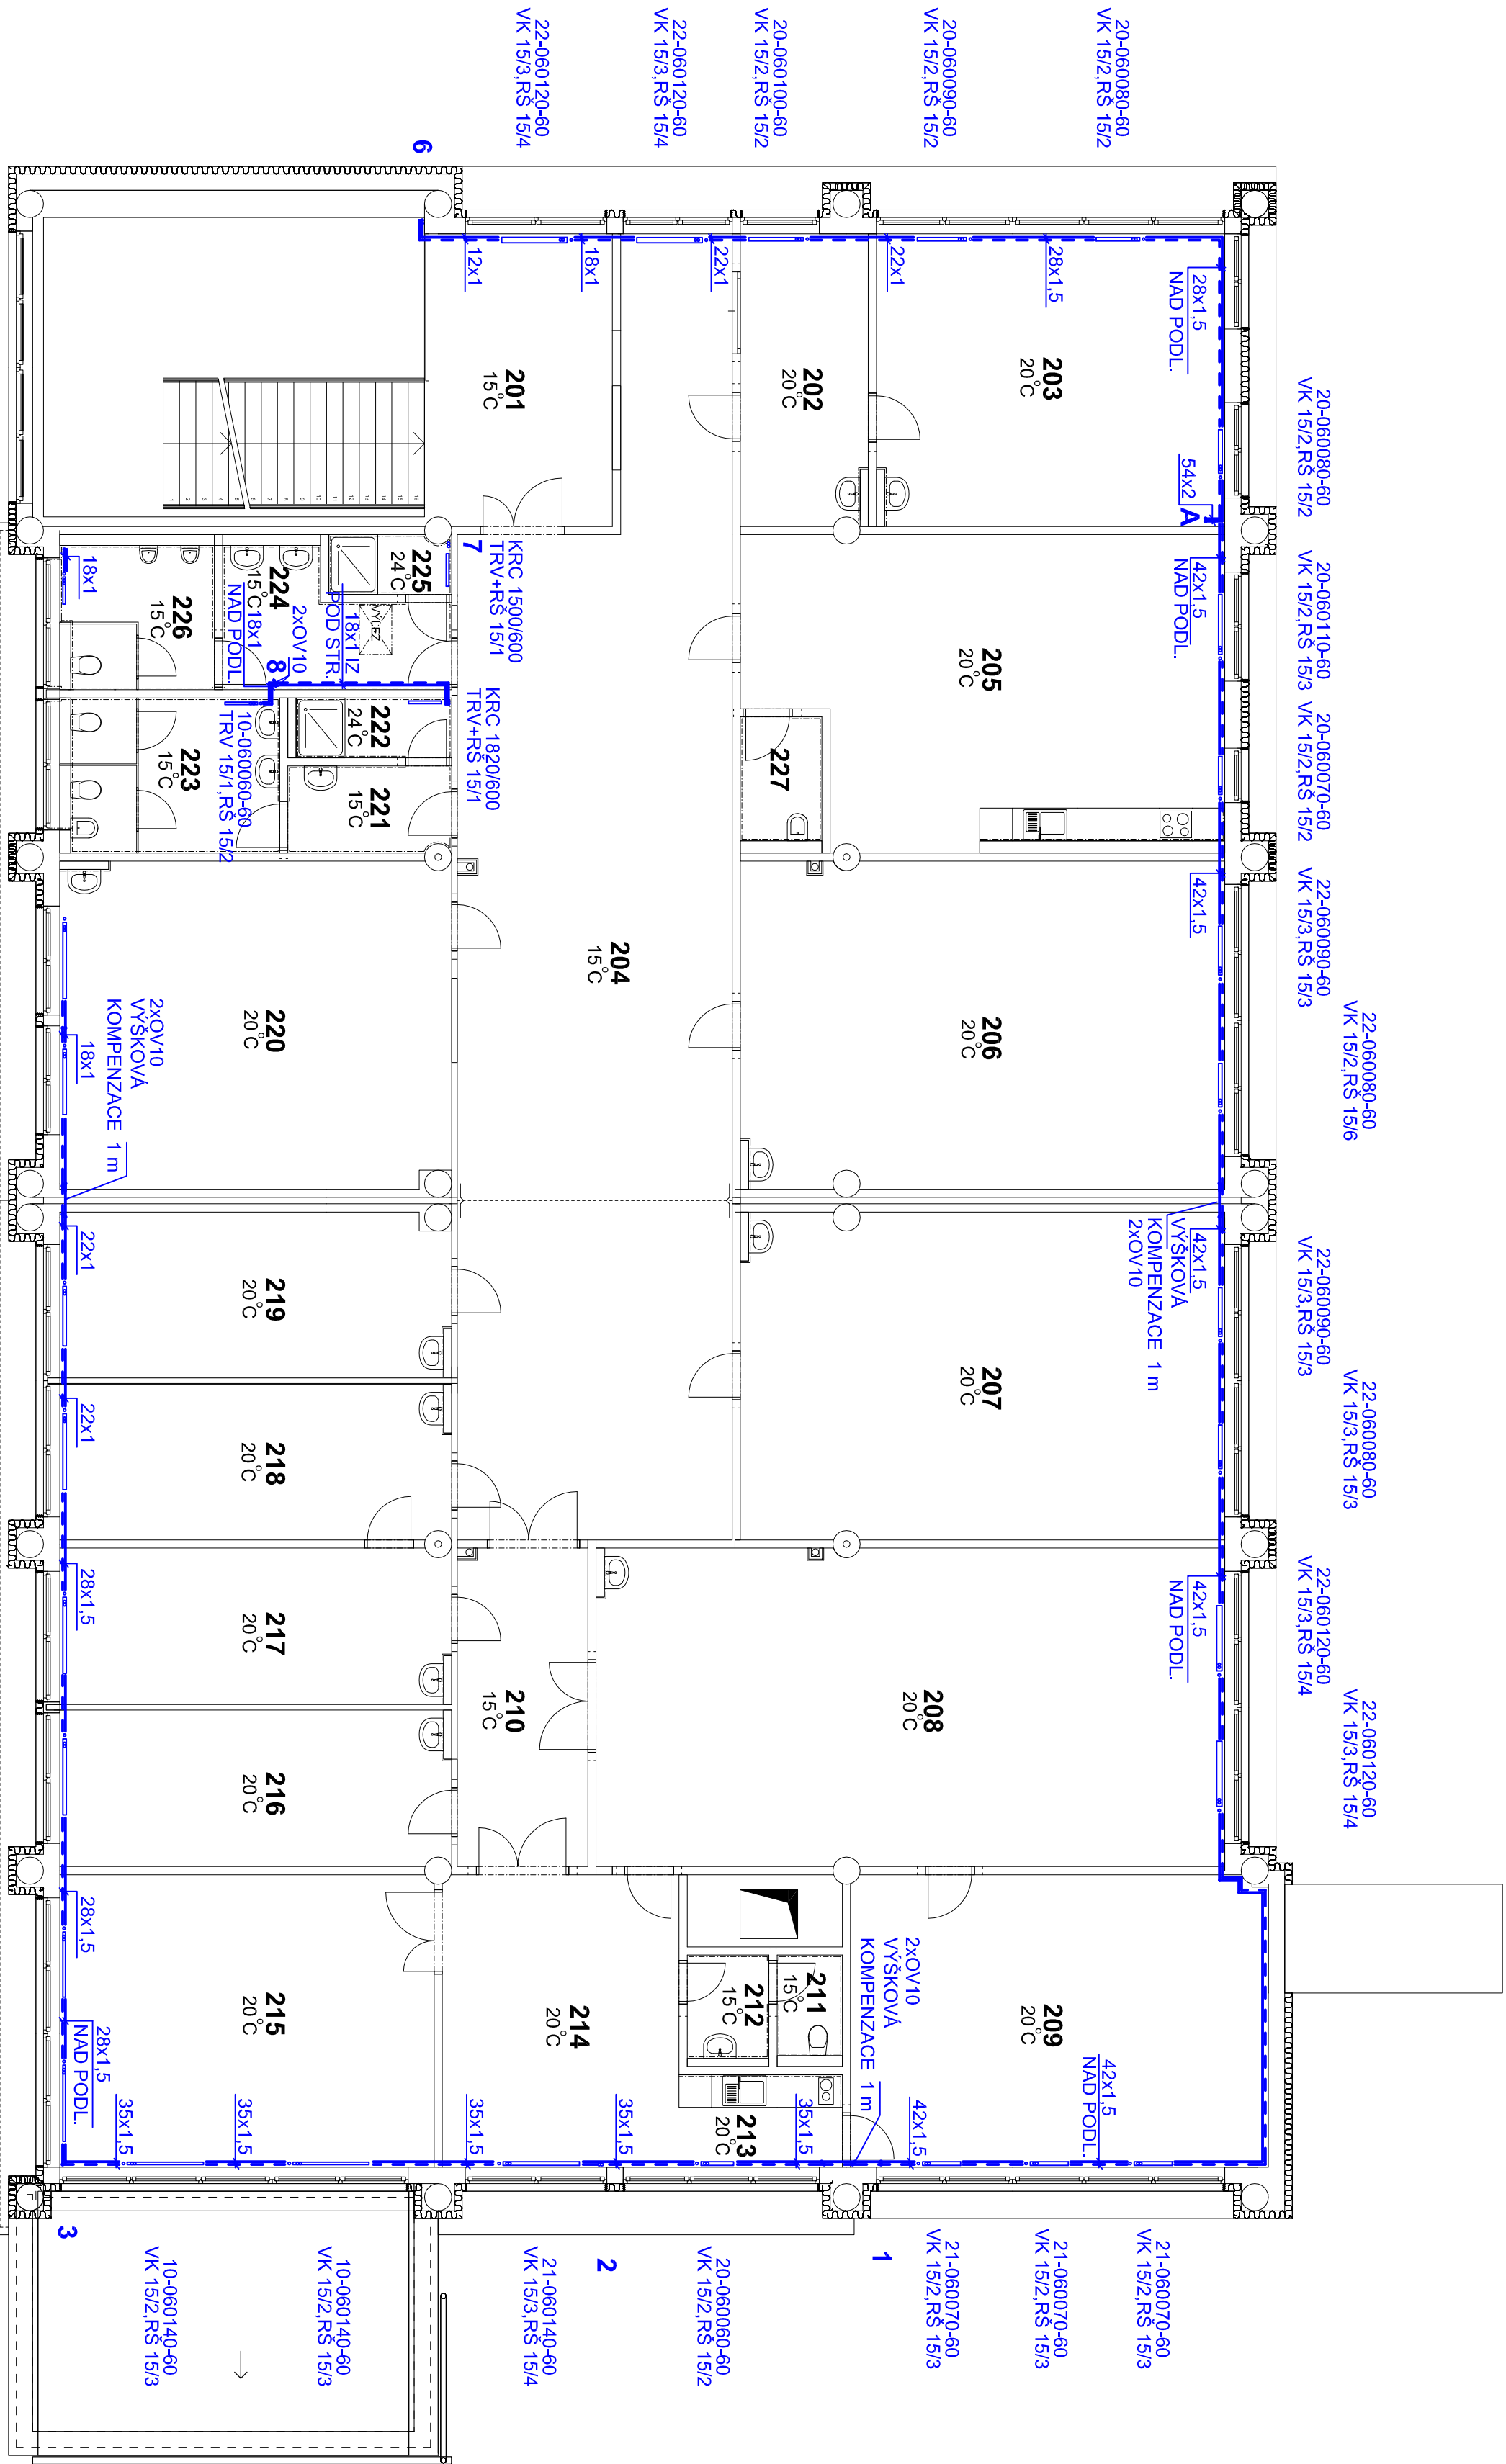 22-060120-60
VK 15/3,RŠ 15/4
22-060120-60
VK 15/3,RŠ 15/4
20-060100-60
VK 15/2,RŠ 15/2
20-060090-60
VK 15/2,RŠ 15/2
20-060080-60
VK 15/2,RŠ 15/2
20-060080-60
VK 15/2,RŠ 15/2
20-060110-60
VK 15/2,RŠ 15/3
20-060070-60
VK 15/2,RŠ 15/2
22-060090-60
VK 15/3,RŠ 15/3
22-060080-60
VK 15/2,RŠ 15/6
22-060090-60
VK 15/3,RŠ 15/3
22-060080-60
VK 15/3,RŠ 15/3
22-060120-60
VK 15/3,RŠ 15/4
22-060120-60
VK 15/3,RŠ 15/4
6
12x1
18x1
22x1
22x1
28x1,5
28x1,5
NAD PODL.
54x2
A
42x1,5
NAD PODL.
42x1,5
42x1,5
VÝŠKOVÁ
KOMPENZACE 1 m
2xOV10
42x1,5
NAD PODL.
201
15°C
202
20°C
203
20°C
204
15°C
205
20°C
206
20°C
207
20°C
208
20°C
209
20°C
210
15°C
211
15°C
212
15°C
213
20°C
214
20°C
215
20°C
216
20°C
217
20°C
218
20°C
219
20°C
220
20°C
221
15°C
222
24°C
223
15°C
224
15°C
225
24°C
226
15°C
227
1
2
3
4
5
6
7
8
9
10
11
12
13
14
15
16
7
KRC 1500/600
TRV+RŠ 15/1
KRC 1820/600
TRV+RŠ 15/1
VÝLEZ
18x1 IZ
POD STR.
2xOV10
8
18x1
NAD PODL.
18x1
10-060060-60
TRV 15/1,RŠ 15/2
2xOV10
VÝŠKOVÁ
KOMPENZACE 1 m
18x1
22x1
22x1
28x1,5
28x1,5
28x1,5
NAD PODL.
35x1,5
35x1,5
35x1,5
35x1,5
35x1,5
42x1,5
42x1,5
NAD PODL.
2xOV10
VÝŠKOVÁ
KOMPENZACE 1 m
3
10-060140-60
VK 15/2,RŠ 15/3
10-060140-60
VK 15/2,RŠ 15/3
21-060140-60
VK 15/3,RŠ 15/4
2
20-060060-60
VK 15/2,RŠ 15/2
1
21-060070-60
VK 15/2,RŠ 15/3
21-060070-60
VK 15/2,RŠ 15/3
21-060070-60
VK 15/2,RŠ 15/3